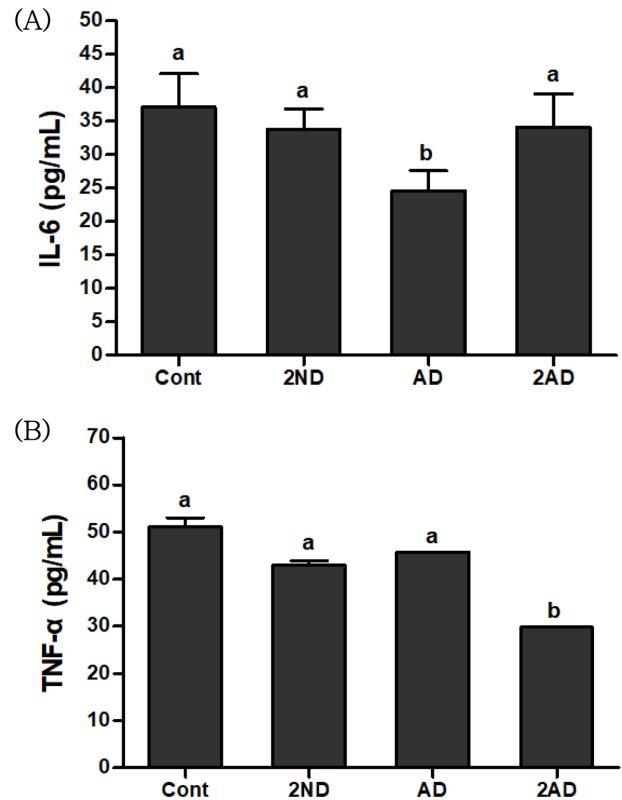 (A)
IL-6 (pg/mL)
50
45
40
35
30
25
20
15
10
5
0
a
a
b
a
Cont 2ND AD 2AD
(B)
TNF-α (pg/mL)
70
60
50
40
30
20
10
0
a
a
a
b
Cont 2ND AD 2AD